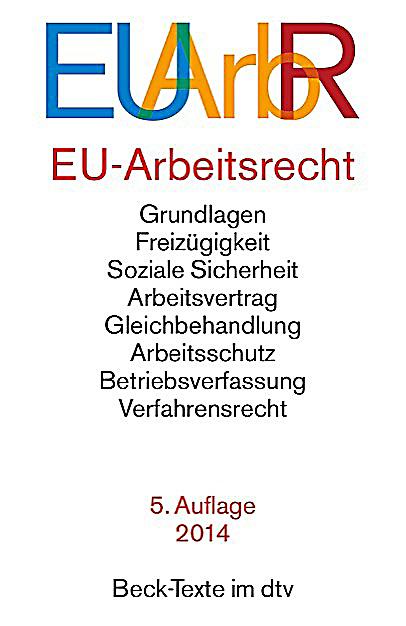 EUArbR
EU-Arbeitsrecht
Grundlagen
Freizügigkeit
Soziale Sicherheit
Arbeitsvertrag
Gleichbehandlung
Arbeitsschutz
Betriebsverfassung
Verfahrensrecht
5. Auflage
2014
Beck-Texte im dtv